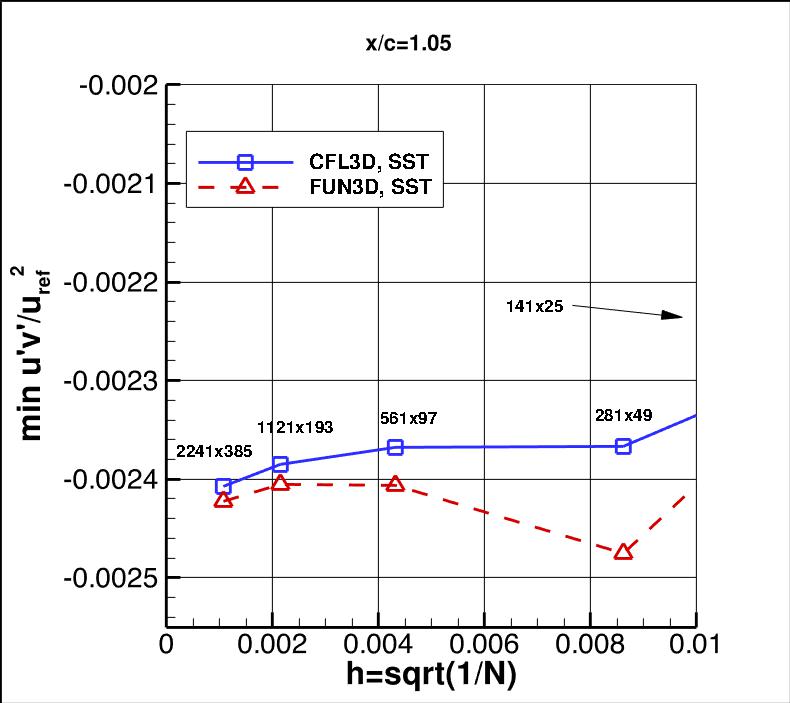 x/c=1.05
-0.002
-0.0021
-0.0022
-0.0023
-0.0024
-0.0025
min u'v'/u_ref^2
CFL3D, SST
FUN3D, SST
141x25
2241x385
1121x193
561x97
281x49
0
0.002
0.004
0.006
0.008
0.01
h=sqrt(1/N)